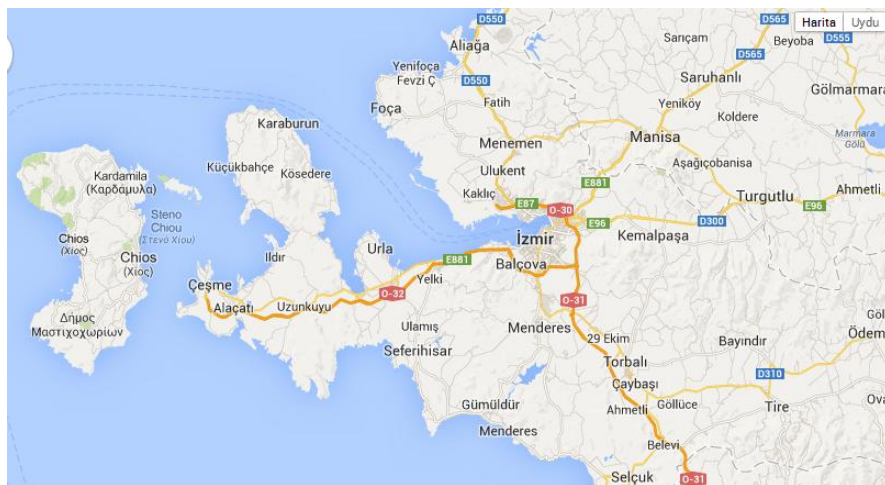 D550
D565
Harita
Uydu
Sarıçam
Beyoba
D555
Aliağa
D565
Yenifoça
Fevzi Ç
D550
Saruhanlı
Gölmarmara
Foça
Fatih
Yeniköy
Koldere
Karaburun
Menemen
Manisa
Marmara
Gölü
Ulukent
Aşağıçobanisa
Küçükbahçe
Kösedere
Kardamila
(Καρδάμυλα)
Kaklıç
E881
Turgutlu
Ahmetli
E87
O-30
E96
E96
D300
Steno
Chiou
(Στενό Χίου)
Chios
(Χίος)
Chios
(Χίος)
Urla
İzmir
Kemalpaşa
Ildır
E881
Balçova
Çeşme
Yelki
Alaçatı
Uzunkuyu
O-32
O-31
Δήμος
Μαστιχοχωρίων
Ulamış
Menderes
29 Ekim
Bayındır
Ödem
Seferihisar
Torbalı
D310
Çaybaşı
Gümüldür
Ahmetli
Göllüce
Tire
Ova
Menderes
Belevi
Selçuk
O-31